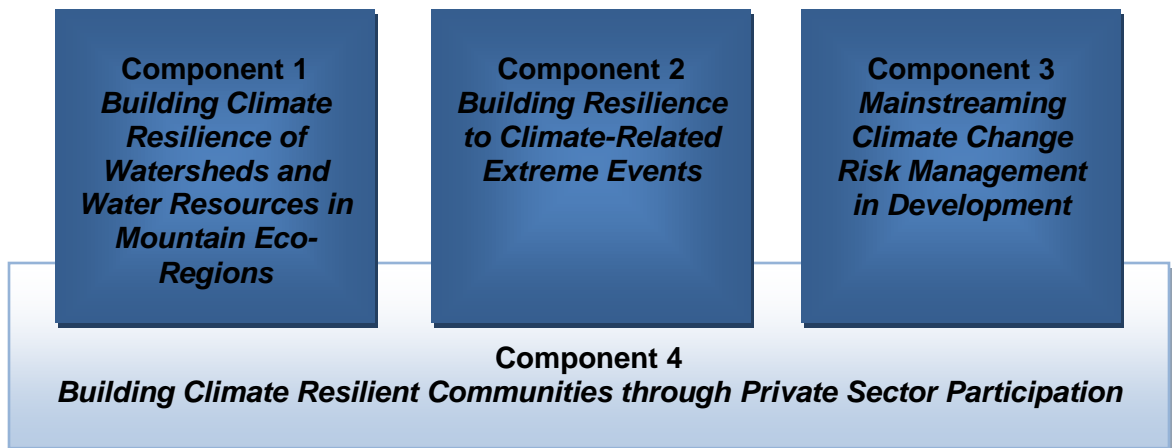 Component 1
Building Climate
Resilience of
Watersheds and
Water Resources in
Mountain Eco-
Regions
Component 2
Building Resilience
to Climate-Related
Extreme Events
Component 3
Mainstreaming
Climate Change
Risk Management
in Development
Component 4
Building Climate Resilient Communities through Private Sector Participation